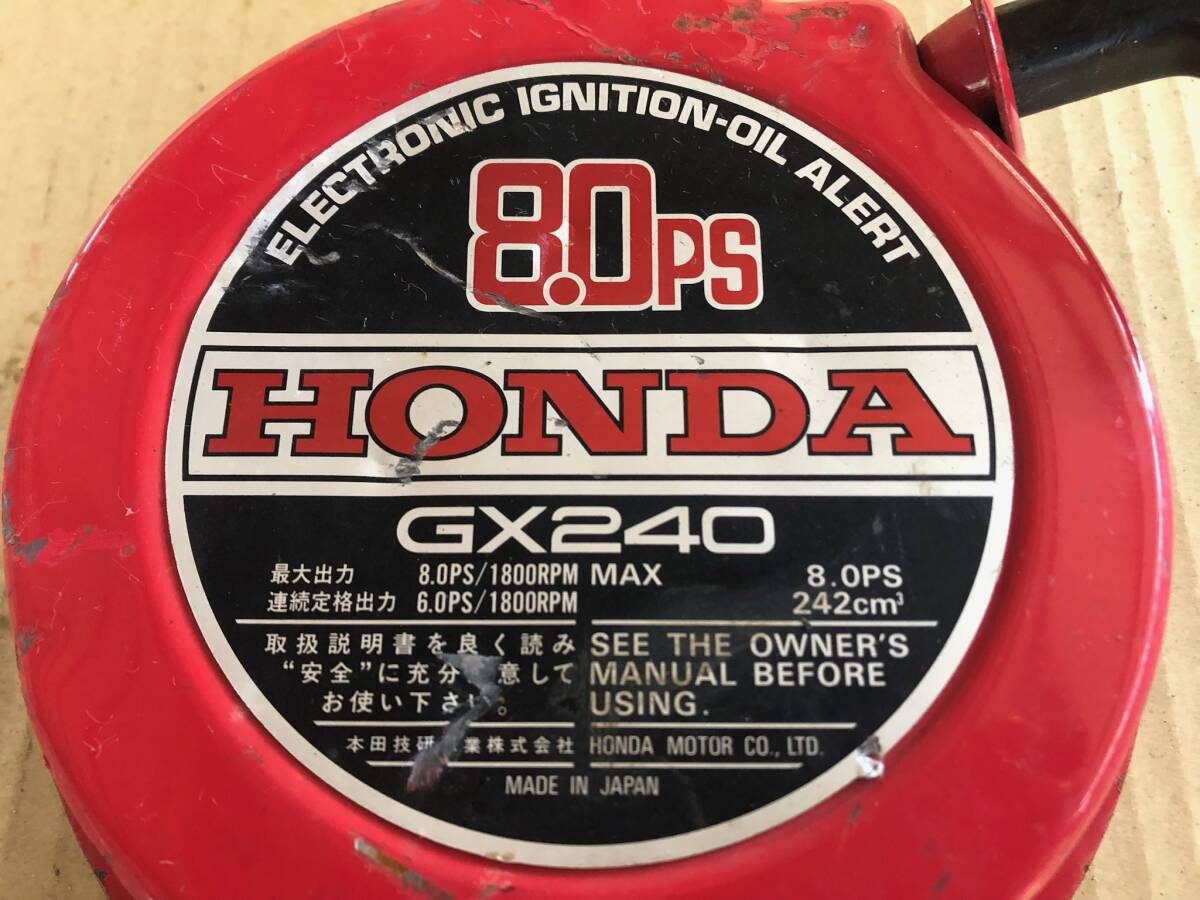 ELECTRONIC IGNITION-OIL ALERT
8.0PS
HONDA
GX240
最大出力 8.0PS/1800RPM
連続定格出力 6.0PS/1800RPM
MAX 8.0PS
242cm³
取扱説明書を良く読み
“安全”に充分 意して
お使い下さい。
SEE THE OWNER'S
MANUAL BEFORE
USING.
本田技研 業株式会社
HONDA MOTOR CO., LTD.
MADE IN JAPAN